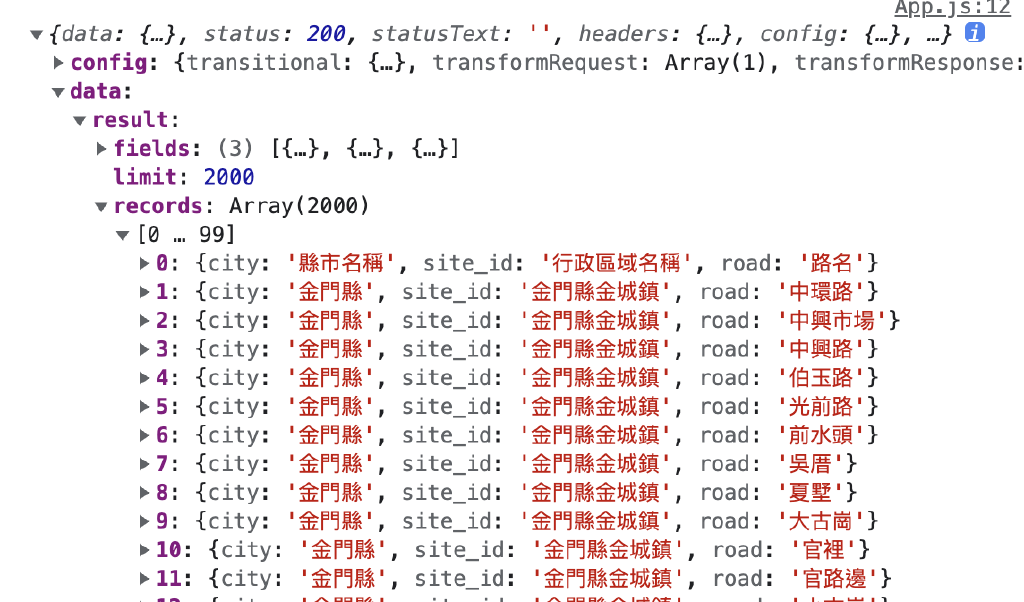 App.js:12
▼{data: {…}, status: 200, statusText: '', headers: {…}, config: {…}, …} i
▶config: {transitional: {…}, transformRequest: Array(1), transformResponse:
▼data:
▼result:
▶fields: (3) [{…}, {…}, {…}]
limit: 2000
▼records: Array(2000)
▼[0 … 99]
▶0: {city: '縣市名稱', site_id: '行政區域名稱', road: '路名'}
▶1: {city: '金門縣', site_id: '金門縣金城鎮', road: '中環路'}
▶2: {city: '金門縣', site_id: '金門縣金城鎮', road: '中興市場'}
▶3: {city: '金門縣', site_id: '金門縣金城鎮', road: '中興路'}
▶4: {city: '金門縣', site_id: '金門縣金城鎮', road: '伯玉路'}
▶5: {city: '金門縣', site_id: '金門縣金城鎮', road: '光前路'}
▶6: {city: '金門縣', site_id: '金門縣金城鎮', road: '前水頭'}
▶7: {city: '金門縣', site_id: '金門縣金城鎮', road: '吳厝'}
▶8: {city: '金門縣', site_id: '金門縣金城鎮', road: '夏墅'}
▶9: {city: '金門縣', site_id: '金門縣金城鎮', road: '大古崗'}
▶10: {city: '金門縣', site_id: '金門縣金城鎮', road: '官裡'}
▶11: {city: '金門縣', site_id: '金門縣金城鎮', road: '官路邊'}